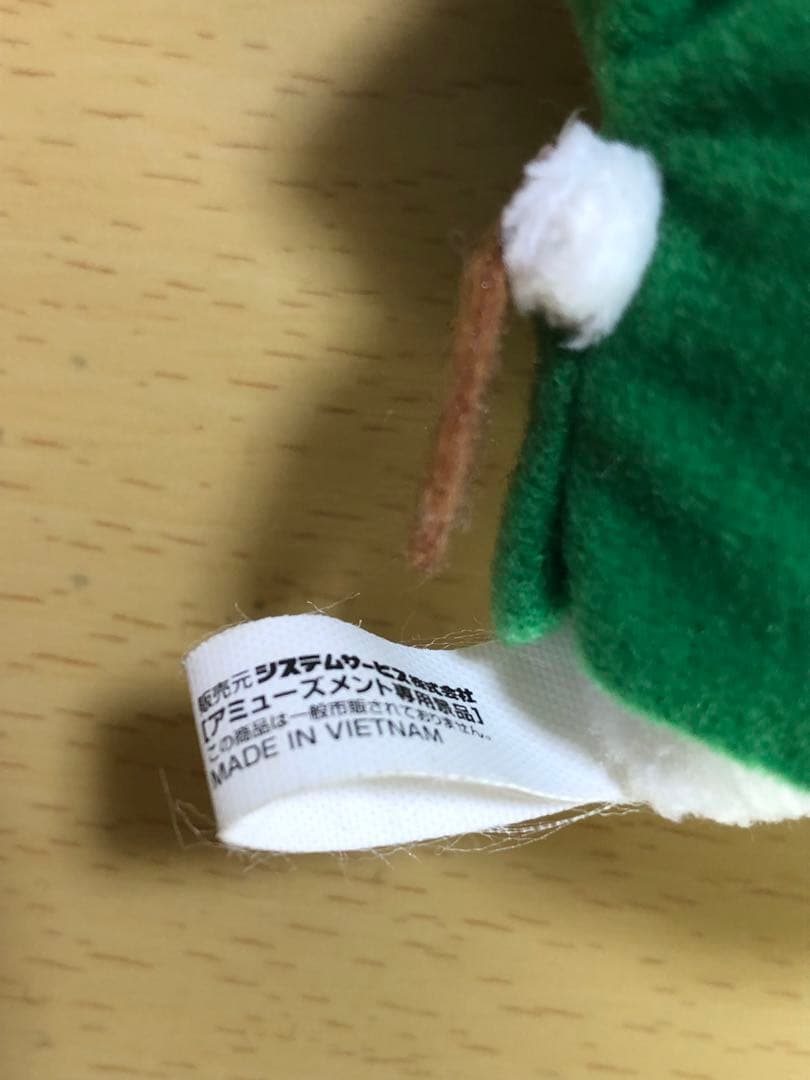 販売元 システムサービス株式会社
[アミューズメント専用景品]
この商品は一般市販されておりません。
MADE IN VIETNAM